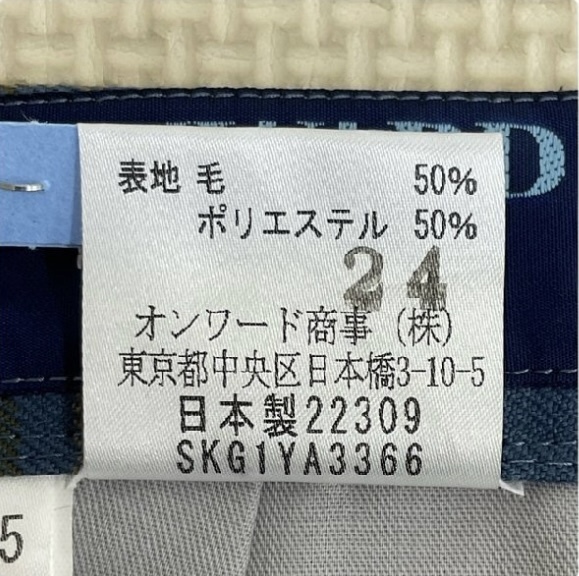 表地 毛 50%
ポリエステル 50%
24
オンワード商事(株)
東京都中央区日本橋3-10-5
日本製22309
SKG1YA3366
5